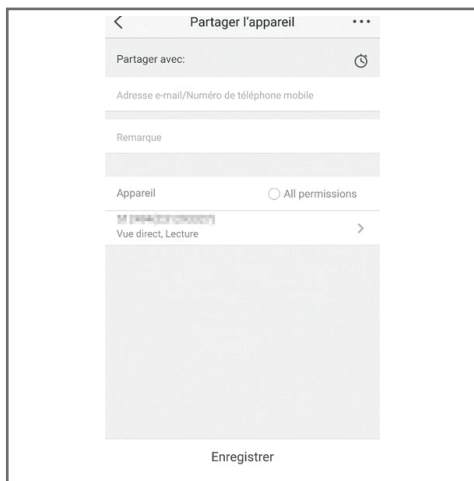 Partager l'appareil
Partager avec:
Adresse e-mail/Numéro de téléphone mobile
Remarque
Appareil
All permissions
Vue direct, Lecture
Enregistrer